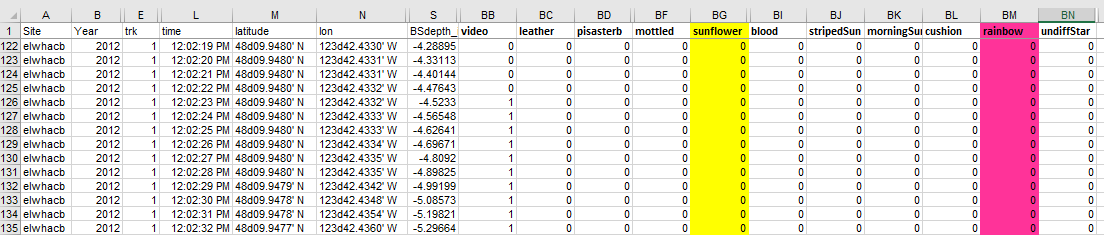 A B E L M N S BB BC BD BF BG BI BJ BK BL BM BN
1 Site Year trk time latitude lon BSdepth_ video leather pisasterb mottled sunflower blood stripedSun morningSun cushion rainbow undiffStar
122 elwhacb 2012 1 12:02:19 PM 48d09.9480' N 123d42.4330' W -4.28895 0 0 0 0 0 0 0 0 0 0 0
123 elwhacb 2012 1 12:02:20 PM 48d09.9480' N 123d42.4331' W -4.33113 0 0 0 0 0 0 0 0 0 0 0
124 elwhacb 2012 1 12:02:21 PM 48d09.9480' N 123d42.4331' W -4.40144 0 0 0 0 0 0 0 0 0 0 0
125 elwhacb 2012 1 12:02:22 PM 48d09.9480' N 123d42.4332' W -4.47643 0 0 0 0 0 0 0 0 0 0 0
126 elwhacb 2012 1 12:02:23 PM 48d09.9480' N 123d42.4332' W -4.5233 1 0 0 0 0 0 0 0 0 0 0
127 elwhacb 2012 1 12:02:24 PM 48d09.9480' N 123d42.4333' W -4.56548 1 0 0 0 0 0 0 0 0 0 0
128 elwhacb 2012 1 12:02:25 PM 48d09.9480' N 123d42.4333' W -4.62641 1 0 0 0 0 0 0 0 0 0 0
129 elwhacb 2012 1 12:02:26 PM 48d09.9480' N 123d42.4334' W -4.69671 1 0 0 0 0 0 0 0 0 0 0
130 elwhacb 2012 1 12:02:27 PM 48d09.9480' N 123d42.4335' W -4.8092 1 0 0 0 0 0 0 0 0 0 0
131 elwhacb 2012 1 12:02:28 PM 48d09.9480' N 123d42.4335' W -4.89825 1 0 0 0 0 0 0 0 0 0 0
132 elwhacb 2012 1 12:02:29 PM 48d09.9479' N 123d42.4342' W -4.99199 1 0 0 0 0 0 0 0 0 0 0
133 elwhacb 2012 1 12:02:30 PM 48d09.9478' N 123d42.4348' W -5.08573 1 0 0 0 0 0 0 0 0 0 0
134 elwhacb 2012 1 12:02:31 PM 48d09.9478' N 123d42.4354' W -5.19821 1 0 0 0 0 0 0 0 0 0 0
135 elwhacb 2012 1 12:02:32 PM 48d09.9477' N 123d42.4360' W -5.29664 1 0 0 0 0 0 0 0 0 0 0